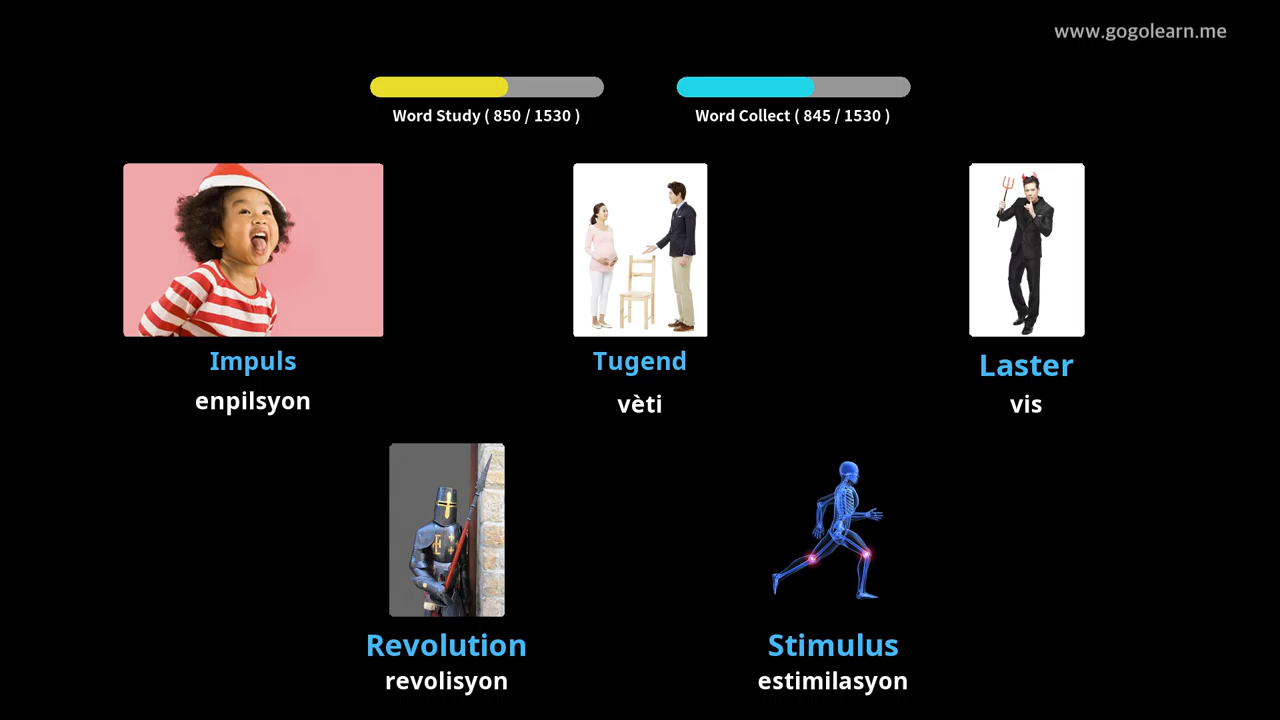 www.gogolearn.me
Word Study ( 850 / 1530 )
Word Collect ( 845 / 1530 )
Impuls
enpilsyon
Tugend
vèti
Laster
vis
Revolution
revolisyon
Stimulus
estimilasyon